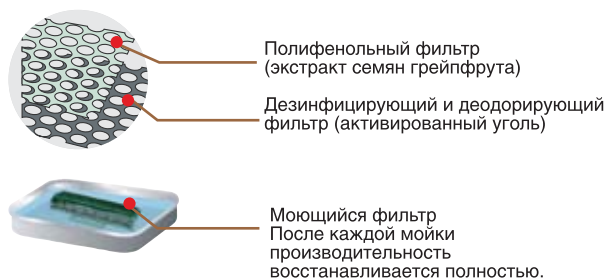 Полифенольный фильтр
(экстракт семян грейпфрута)
Дезинфицирующий и деодорирующий
фильтр (активированный уголь)
Моющийся фильтр
После каждой мойки
производительность
восстанавливается полностью.